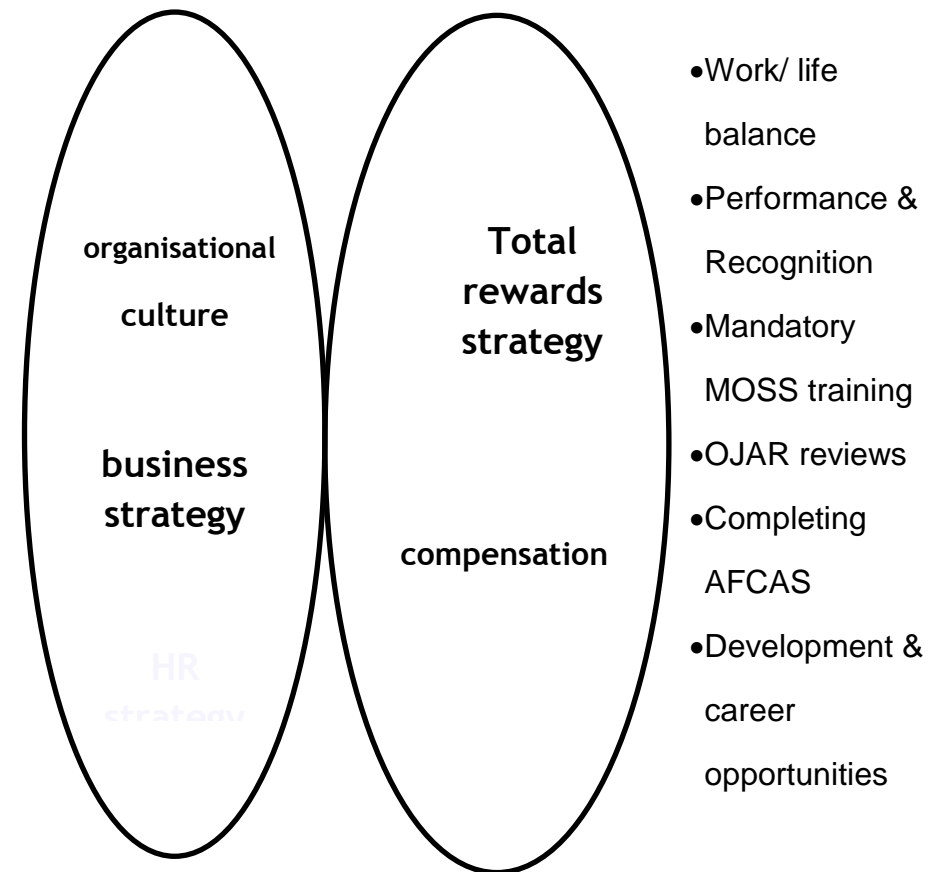 organisational
culture
business
strategy
HR
strategy
Total
rewards
strategy
compensation
•Work/ life
balance
•Performance &
Recognition
•Mandatory
MOSS training
•OJAR reviews
•Completing
AFCAS
•Development &
career
opportunities